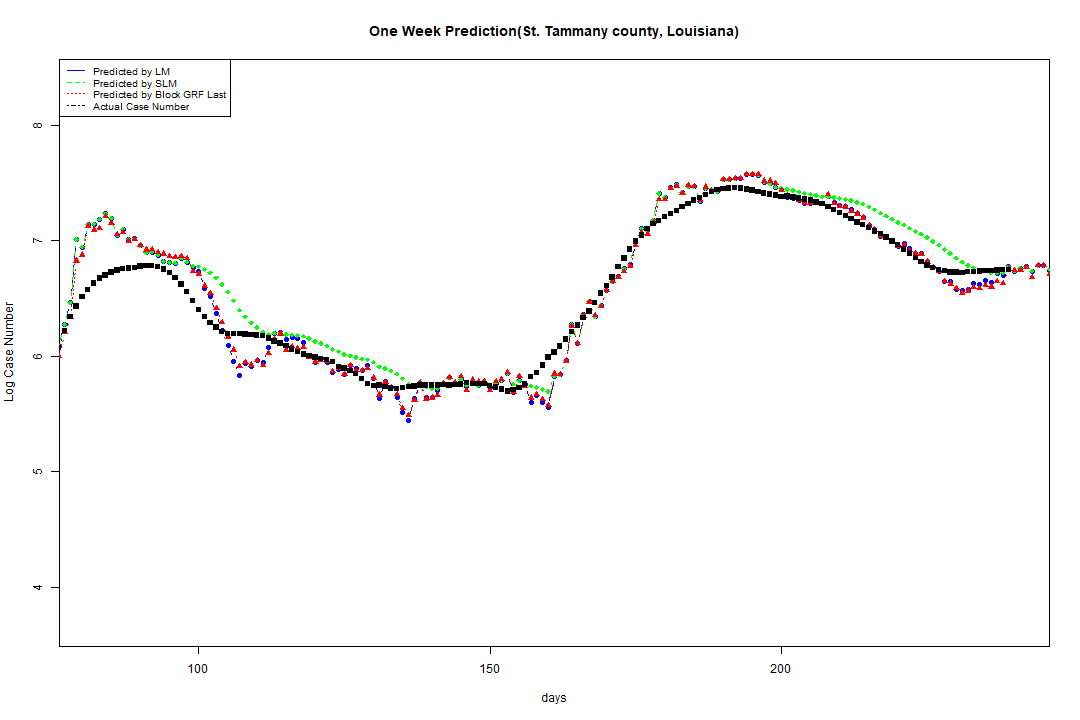 One Week Prediction(St. Tammany county, Louisiana)
Predicted by LM
Predicted by SLM
Predicted by Block GRF Last
Actual Case Number
8
7
6
5
4
Log Case Number
100 150 200
days